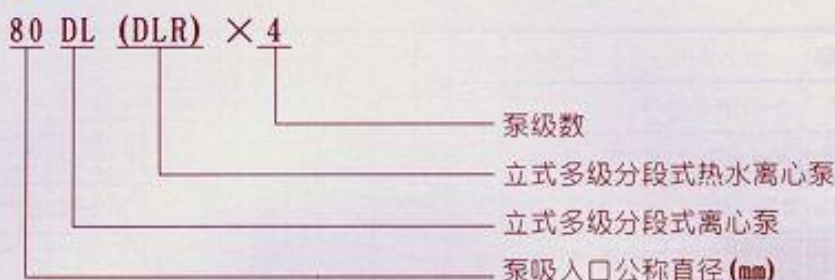 80 DL (DLR) ×4
泵级数
立式多级分段式热水离心泵
立式多级分段式离心泵
泵吸入口公称直径(mm)